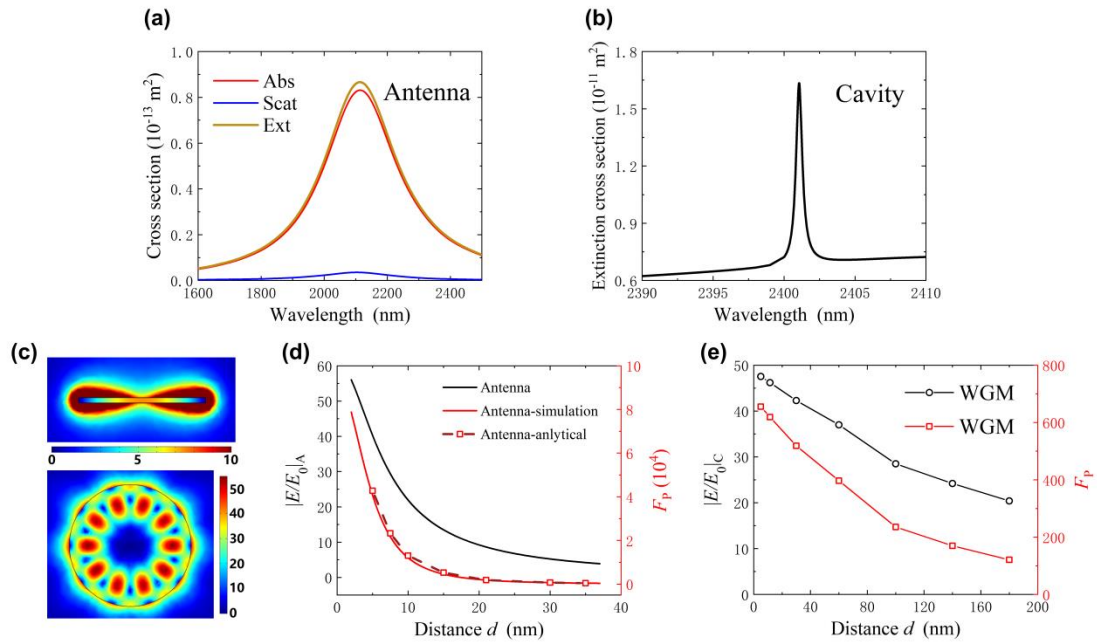 (a)
Cross section (10⁻¹³ m²)
1.0
0.8
0.6
0.4
0.2
0.0
Abs
Scat
Ext
Antenna
1600 1800 2000 2200 2400
Wavelength (nm)
(b)
Extinction cross section (10⁻¹¹ m²)
1.8
1.5
1.2
0.9
0.6
Cavity
2390 2395 2400 2405 2410
Wavelength (nm)
(c)
0 5 10
50
40
30
20
10
0
(d)
|E/E₀|A
60
50
40
30
20
10
0
Antenna
Antenna-simulation
Antenna-anlytical
10
8
6
4
2
0
F_P (10⁴)
0 10 20 30 40
Distance d (nm)
(e)
|E/E₀|C
50
40
30
20
10
0
WGM
WGM
800
600
400
200
0
F_P
0 40 80 120 160 200
Distance d (nm)